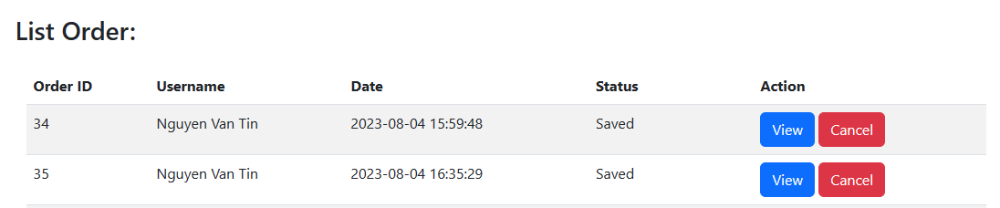 List Order:
Order ID Username Date Status Action
34 Nguyen Van Tin 2023-08-04 15:59:48 Saved View Cancel
35 Nguyen Van Tin 2023-08-04 16:35:29 Saved View Cancel